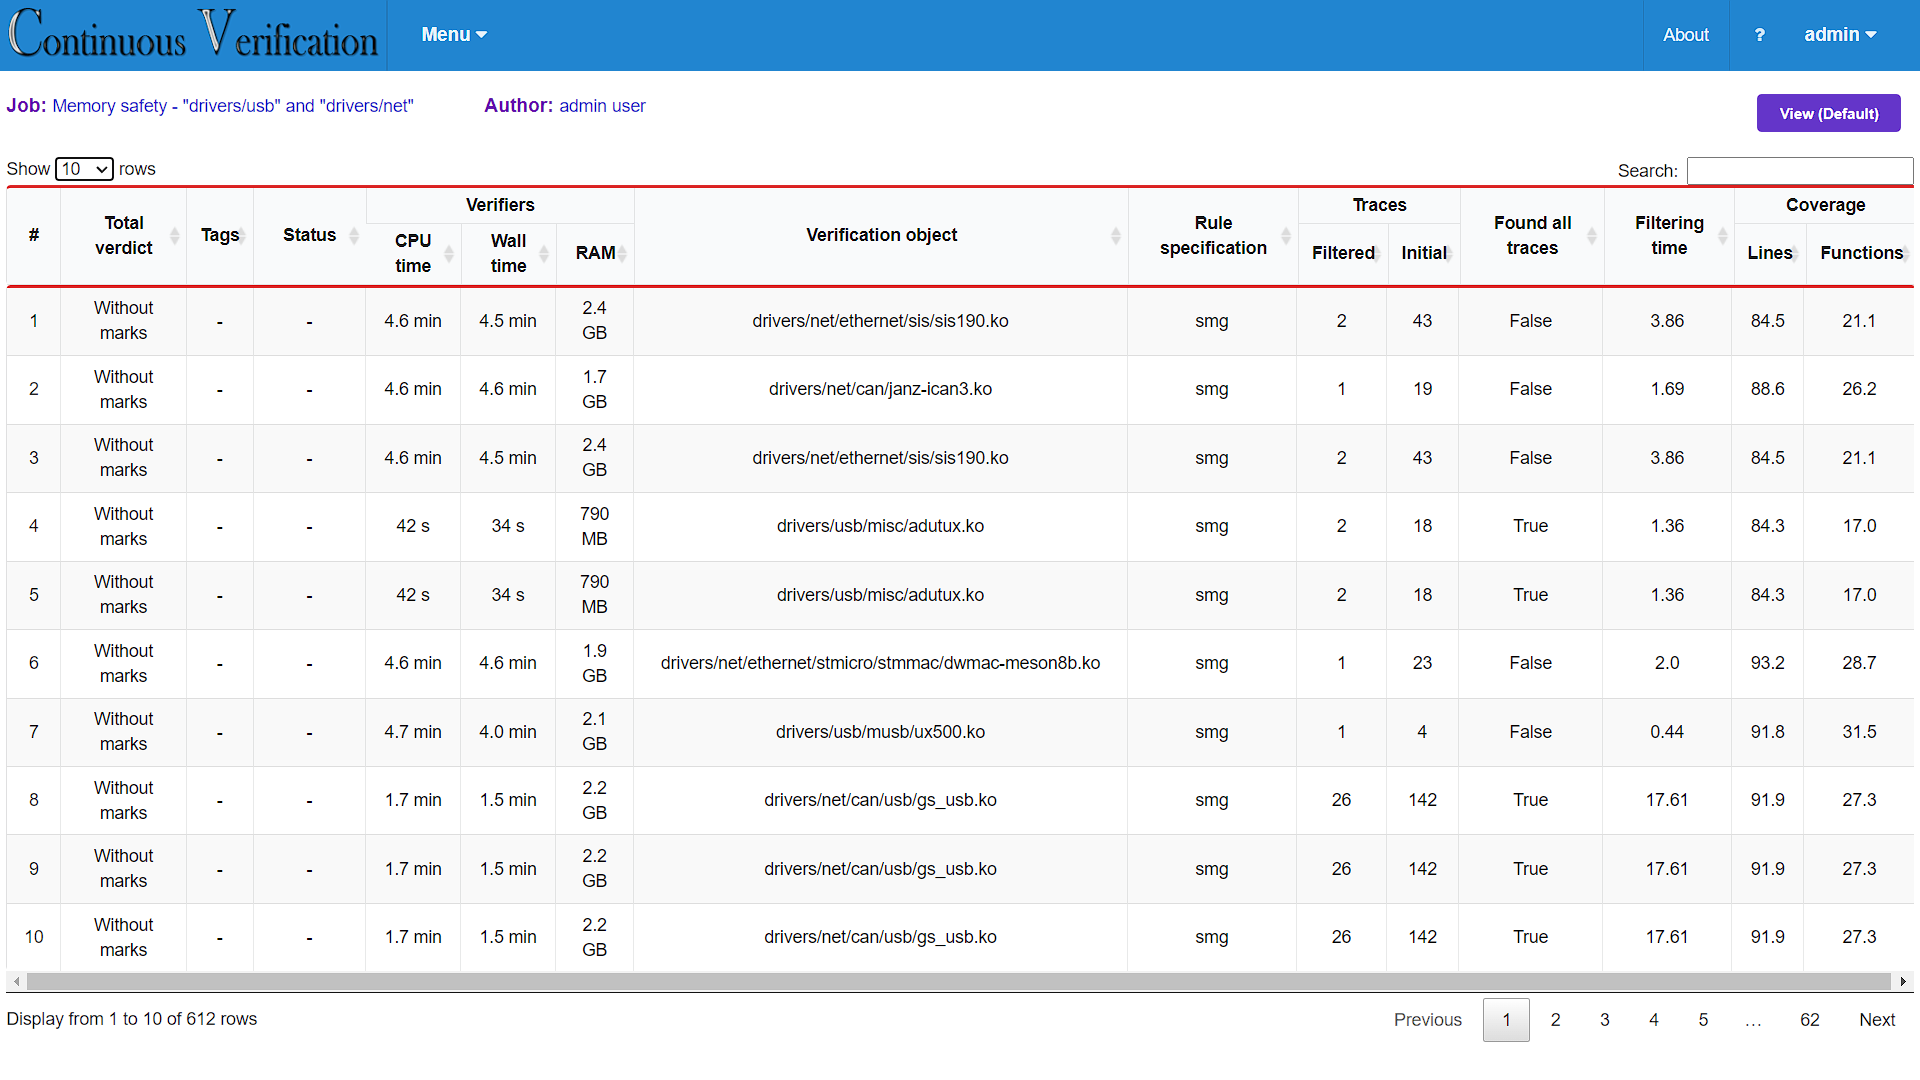 Continuous Verification Menu About ? admin
Job: Memory safety - "drivers/usb" and "drivers/net" Author: admin user
View (Default)
Show 10 rows Search:
# Total verdict Tags Status Verifiers CPU time Wall time RAM Verification object Rule specification Traces Filtered Initial Found all traces Filtering time Coverage Lines Functions
1 Without marks - - 4.6 min 4.5 min 2.4 GB drivers/net/ethernet/sis/sis190.ko smg 2 43 False 3.86 84.5 21.1
2 Without marks - - 4.6 min 4.6 min 1.7 GB drivers/net/can/janz-ican3.ko smg 1 19 False 1.69 88.6 26.2
3 Without marks - - 4.6 min 4.5 min 2.4 GB drivers/net/ethernet/sis/sis190.ko smg 2 43 False 3.86 84.5 21.1
4 Without marks - - 42 s 34 s 790 MB drivers/usb/misc/adutux.ko smg 2 18 True 1.36 84.3 17.0
5 Without marks - - 42 s 34 s 790 MB drivers/usb/misc/adutux.ko smg 2 18 True 1.36 84.3 17.0
6 Without marks - - 4.6 min 4.6 min 1.9 GB drivers/net/ethernet/stmicro/stmmac/dwmac-meson8b.ko smg 1 23 False 2.0 93.2 28.7
7 Without marks - - 4.7 min 4.0 min 2.1 GB drivers/usb/musb/ux500.ko smg 1 4 False 0.44 91.8 31.5
8 Without marks - - 1.7 min 1.5 min 2.2 GB drivers/net/can/usb/gs_usb.ko smg 26 142 True 17.61 91.9 27.3
9 Without marks - - 1.7 min 1.5 min 2.2 GB drivers/net/can/usb/gs_usb.ko smg 26 142 True 17.61 91.9 27.3
10 Without marks - - 1.7 min 1.5 min 2.2 GB drivers/net/can/usb/gs_usb.ko smg 26 142 True 17.61 91.9 27.3
Display from 1 to 10 of 612 rows Previous 1 2 3 4 5 … 62 Next